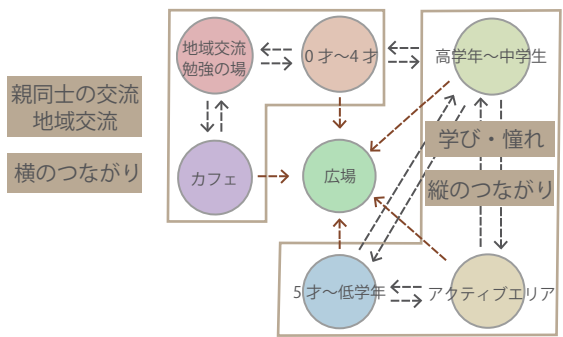 地域交流
勉強の場
0才〜4才
高学年〜中学生
親同士の交流
地域交流
学び・憧れ
横のつながり
カフェ
広場
縦のつながり
5才〜低学年
アクティブエリア